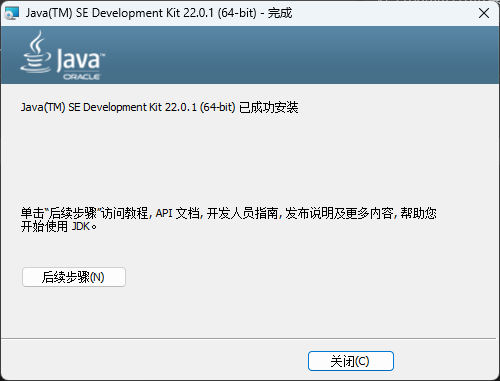 Java(TM) SE Development Kit 22.0.1 (64-bit) - 完成
Java
ORACLE
Java(TM) SE Development Kit 22.0.1 (64-bit) 已成功安装
单击“后续步骤”访问教程, API 文档, 开发人员指南, 发布说明及更多内容, 帮助您
开始使用 JDK。
后续步骤(N)
关闭(C)